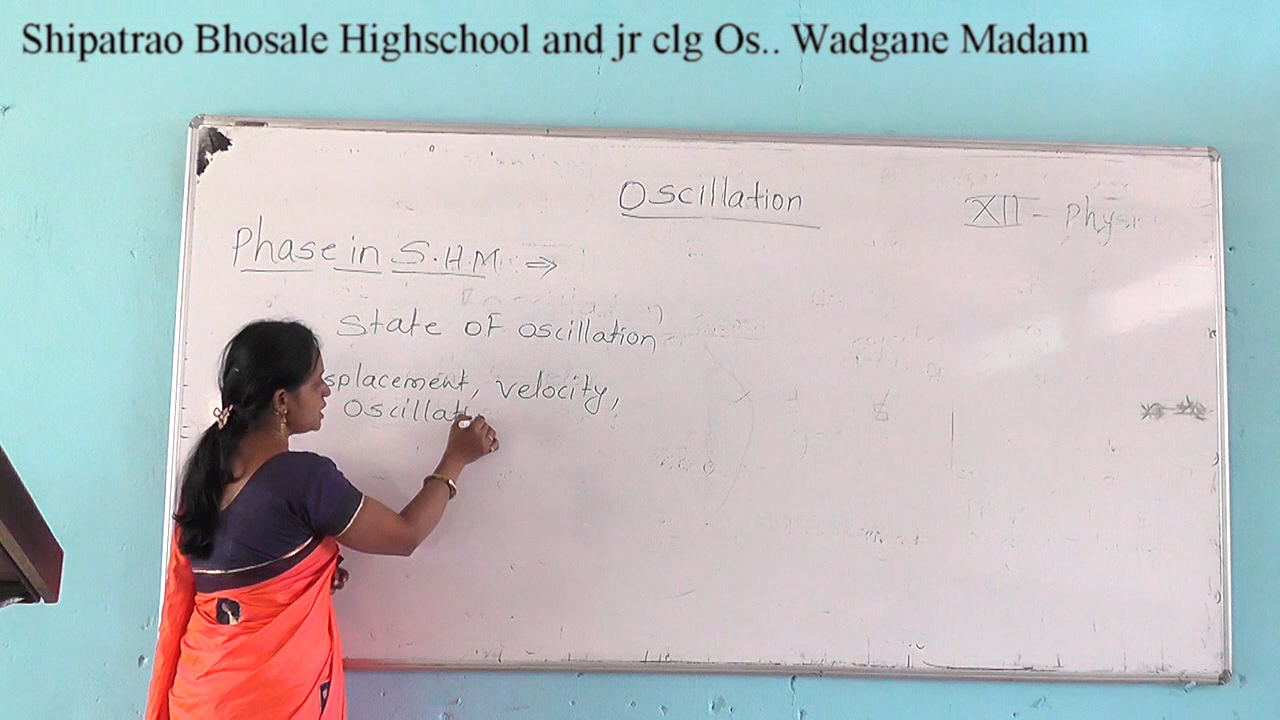 Shipatrao Bhosale Highschool and jr clg Os.. Wadgane Madam
Oscillation
XII - Phys
Phase in S.H.M. ⇒
State of oscillation
splacement, velocity,
Oscillat